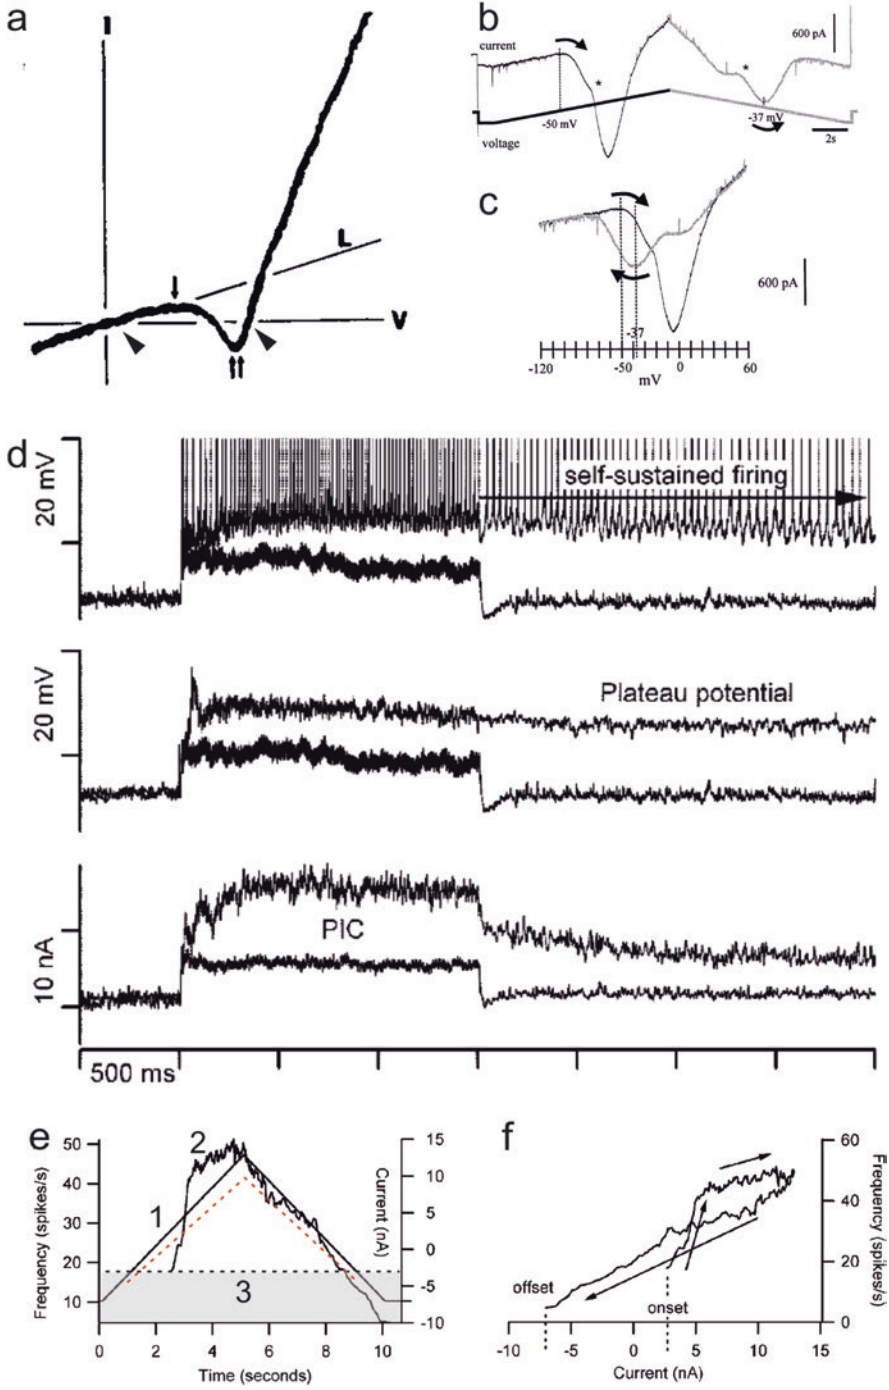 a
I
L
V
b
current
600 pA
*
*
-50 mV
-37 mV
voltage
2s
c
600 pA
-37
-120
-50
0
60
mV
d
20 mV
self-sustained firing
20 mV
Plateau potential
10 nA
PIC
500 ms
e
Frequency (spikes/s)
50
40
30
20
10
1
2
3
15
10
5
0
-5
-10
Current (nA)
0
2
4
6
8
10
Time (seconds)
f
60
40
20
0
Frequency (spikes/s)
offset
onset
-10
-5
0
5
10
15
Current (nA)